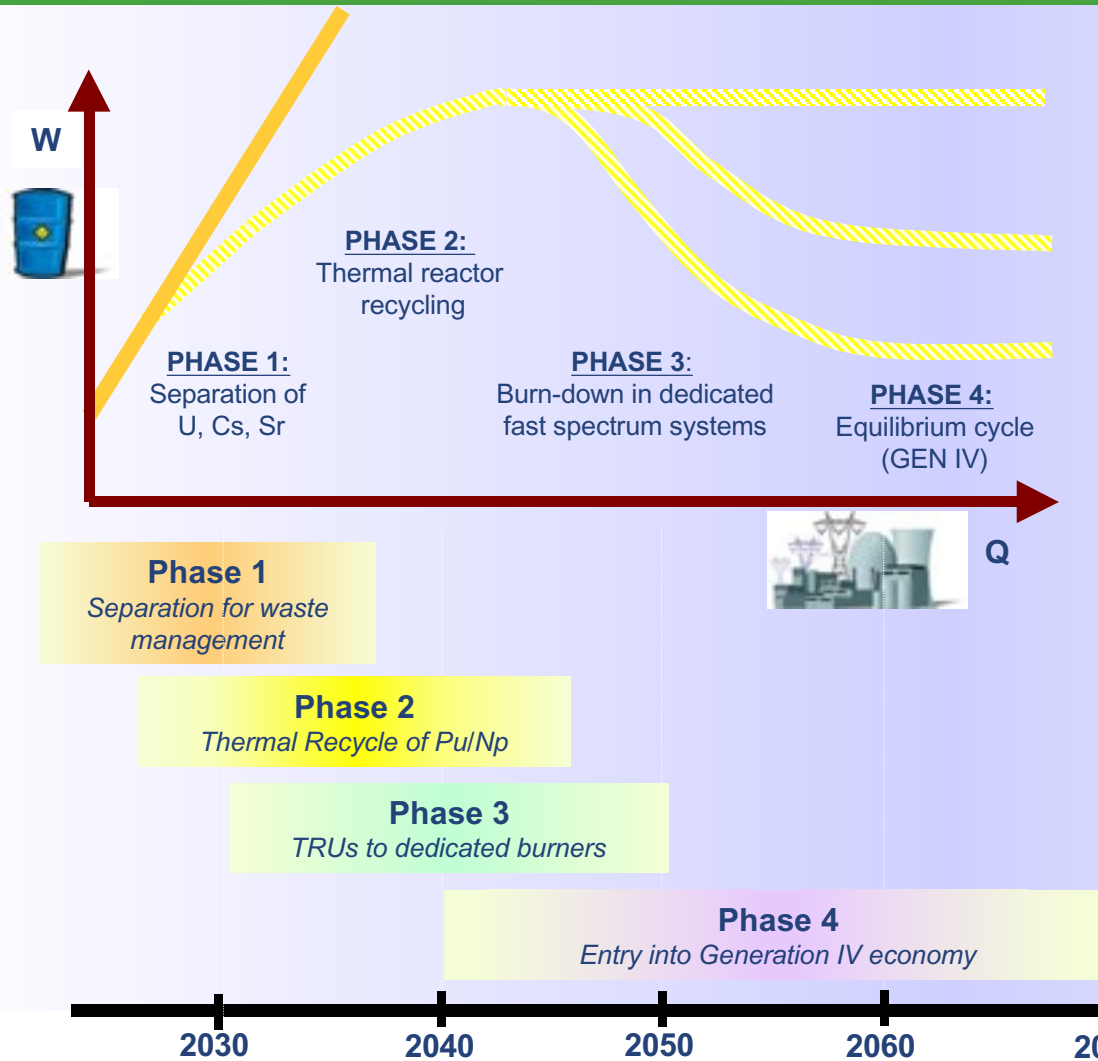 W
PHASE 2:
Thermal reactor
recycling
PHASE 1:
Separation of
U, Cs, Sr
PHASE 3:
Burn-down in dedicated
fast spectrum systems
PHASE 4:
Equilibrium cycle
(GEN IV)
Q
Phase 1
Separation for waste
management
Phase 2
Thermal Recycle of Pu/Np
Phase 3
TRUs to dedicated burners
Phase 4
Entry into Generation IV economy
2030 2040 2050 2060